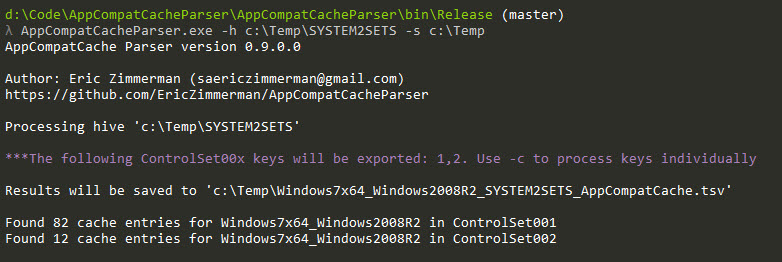 d:\Code\AppCompatCacheParser\AppCompatCacheParser\bin\Release (master)
λ AppCompatCacheParser.exe -h c:\Temp\SYSTEM2SETS -s c:\Temp
AppCompatCache Parser version 0.9.0.0
Author: Eric Zimmerman (saericzimmerman@gmail.com)
https://github.com/EricZimmerman/AppCompatCacheParser
Processing hive 'c:\Temp\SYSTEM2SETS'
***The following ControlSet00x keys will be exported: 1,2. Use -c to process keys individually
Results will be saved to 'c:\Temp\Windows7x64_Windows2008R2_SYSTEM2SETS_AppCompatCache.tsv'
Found 82 cache entries for Windows7x64_Windows2008R2 in ControlSet001
Found 12 cache entries for Windows7x64_Windows2008R2 in ControlSet002